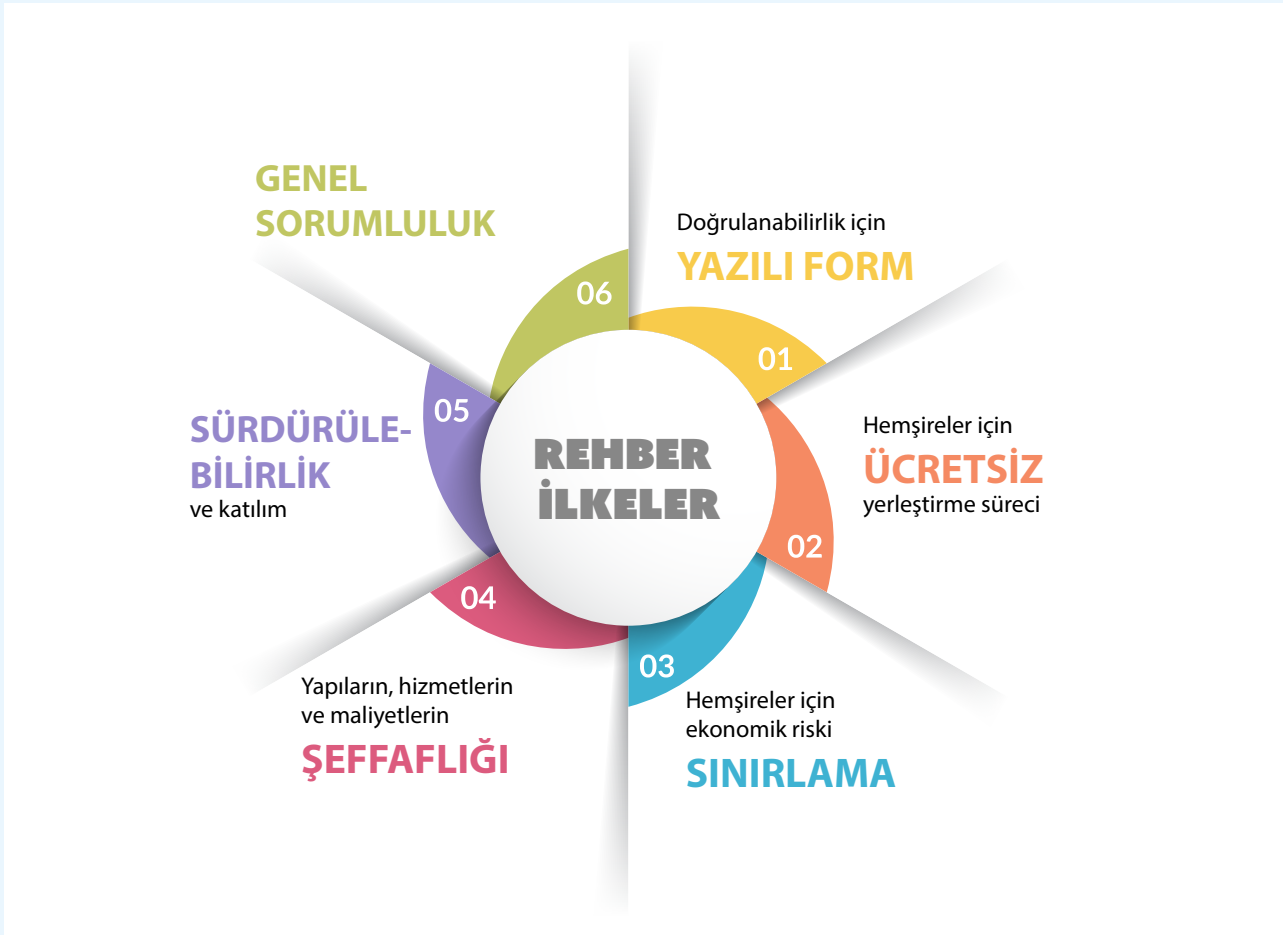 REHBER
İLKELER
01
Doğrulanabilirlik için
YAZILI FORM
02
Hemşireler için
ÜCRETSİZ
yerleştirme süreci
03
Hemşireler için
ekonomik riski
SINIRLAMA
04
Yapıların, hizmetlerin
ve maliyetlerin
ŞEFFAFLIĞI
05
SÜRDÜRÜLE-
BİLİRLİK
ve katılım
06
GENEL
SORUMLULUK